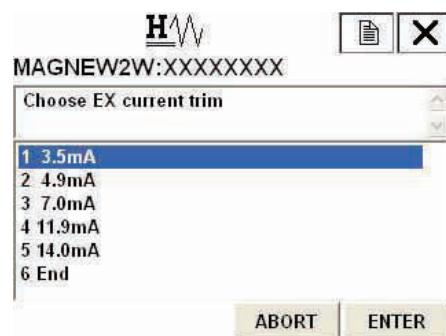 H
MAGNEW2W:XXXXXXXX
Choose EX current trim
1 3.5mA
2 4.9mA
3 7.0mA
4 11.9mA
5 14.0mA
6 End
ABORT ENTER